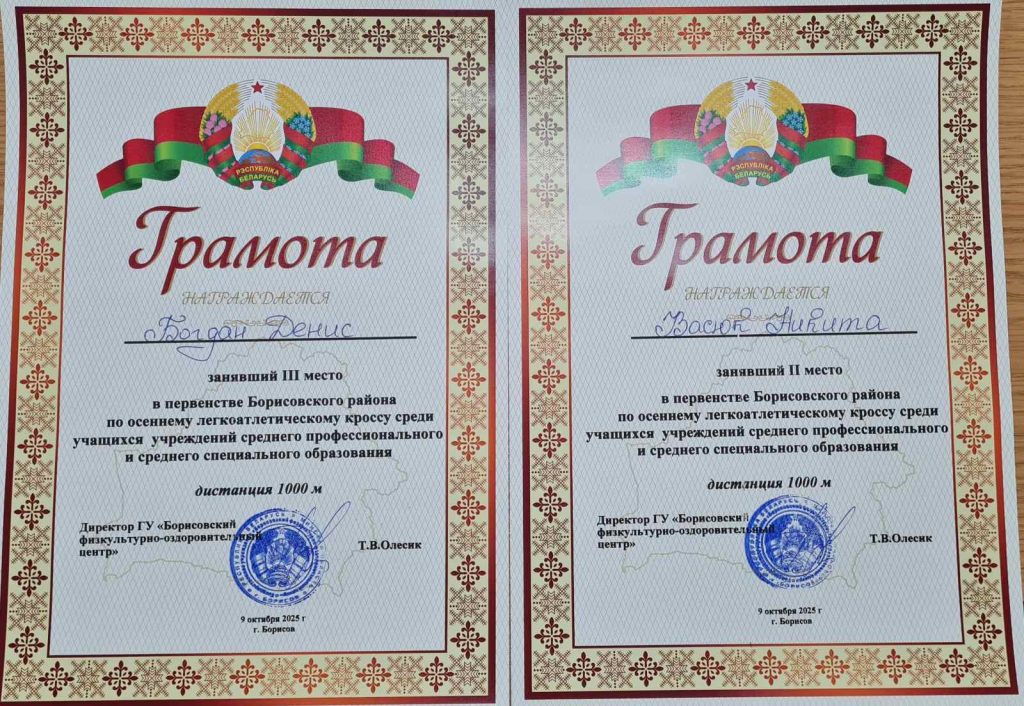 РЭСПУБЛІКА
БЕЛАРУСЬ
Грамота
НАГРАЖДАЕТСЯ
Богдан Денис
занявший III место
в первенстве Борисовского района
по осеннему легкоатлетическому кроссу среди
учащихся учреждений среднего профессионального
и среднего специального образования
дистанция 1000 м
Директор ГУ «Борисовский
физкультурно-оздоровительный
центр»
Т.В.Олесик
9 октября 2025 г
г. Борисов
РЭСПУБЛІКА
БЕЛАРУСЬ
Грамота
НАГРАЖДАЕТСЯ
Васюк Никита
занявший II место
в первенстве Борисовского района
по осеннему легкоатлетическому кроссу среди
учащихся учреждений среднего профессионального
и среднего специального образования
дистанция 1000 м
Директор ГУ «Борисовский
физкультурно-оздоровительный
центр»
Т.В.Олесик
9 октября 2025 г
г. Борисов